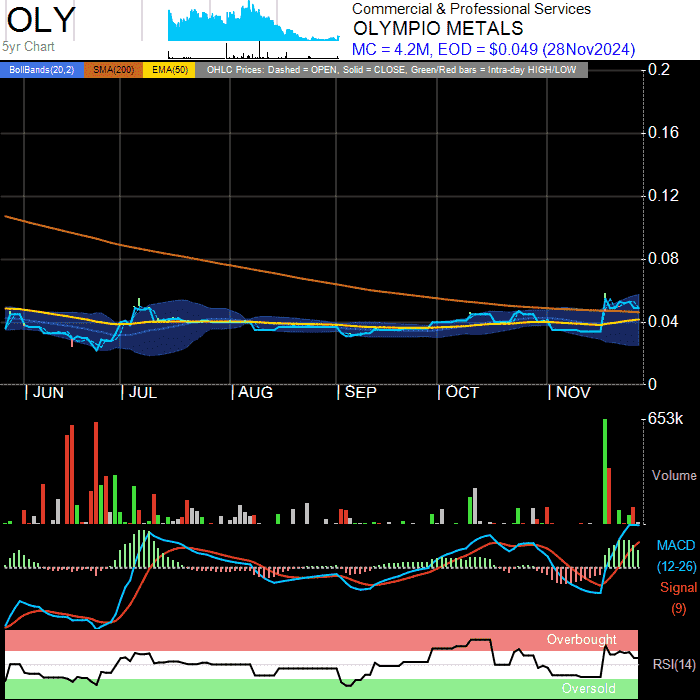 OLY
5yr Chart
Commercial & Professional Services
OLYMPIO METALS
MC = 4.2M, EOD = $0.049 (28Nov2024)
BollBands(20,2) SMA(200) EMA(50) OHLC Prices: Dashed = OPEN, Solid = CLOSE, Green/Red bars = Intra-day HIGH/LOW
0.2
0.16
0.12
0.08
0.04
0
JUN JUL AUG SEP OCT NOV
653k
Volume
MACD
(12-26)
Signal
(9)
Overbought
RSI(14)
Oversold